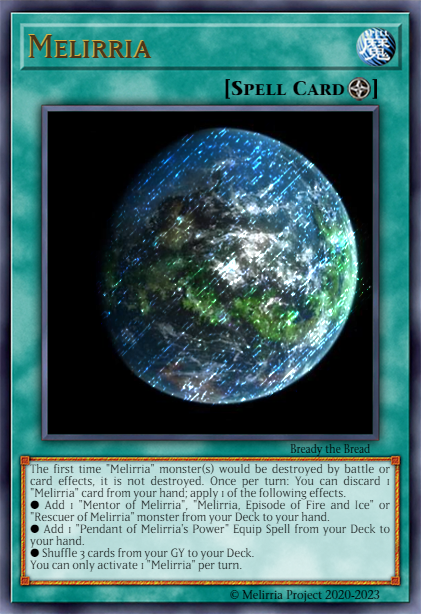 Melirria
魔
[Spell Card]
Bready the Bread
The first time "Melirria" monster(s) would be destroyed by battle or
card effects, it is not destroyed. Once per turn: You can discard 1
"Melirria" card from your hand; apply 1 of the following effects.
● Add 1 "Mentor of Melirria", "Melirria, Episode of Fire and Ice" or
"Rescuer of Melirria" monster from your Deck to your hand.
● Add 1 "Pendant of Melirria's Power" Equip Spell from your Deck to
your hand.
● Shuffle 3 cards from your GY to your Deck.
You can only activate 1 "Melirria" per turn.
© Melirria Project 2020-2023